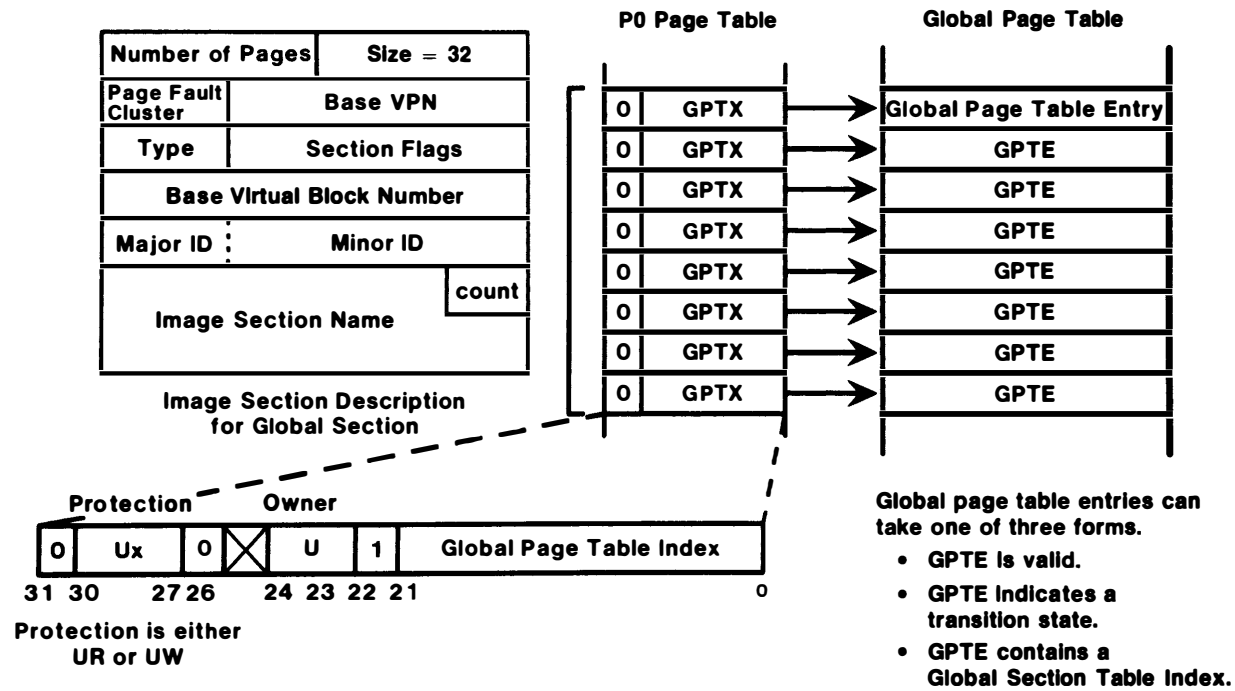 P0 Page Table
Global Page Table
Number of Pages
Size = 32
Page Fault
Cluster
Base VPN
Type
Section Flags
Base Virtual Block Number
Major ID
Minor ID
count
Image Section Name
Image Section Description
for Global Section
0 GPTX
Global Page Table Entry
0 GPTX
GPTE
0 GPTX
GPTE
0 GPTX
GPTE
0 GPTX
GPTE
0 GPTX
GPTE
0 GPTX
GPTE
0 GPTX
GPTE
Protection
Owner
0 Ux 0 U 1 Global Page Table Index
31 30 27 26 24 23 22 21 0
Protection is either
UR or UW
Global page table entries can
take one of three forms.
• GPTE is valid.
• GPTE indicates a
transition state.
• GPTE contains a
Global Section Table Index.